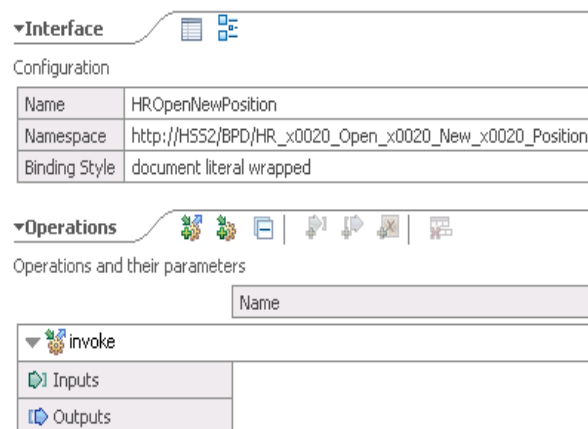 Interface
Configuration
Name HROpenNewPosition
Namespace http://HSS2/BPD/HR_x0020_Open_x0020_New_x0020_Position
Binding Style document literal wrapped
Operations
Operations and their parameters
Name
invoke
Inputs
Outputs